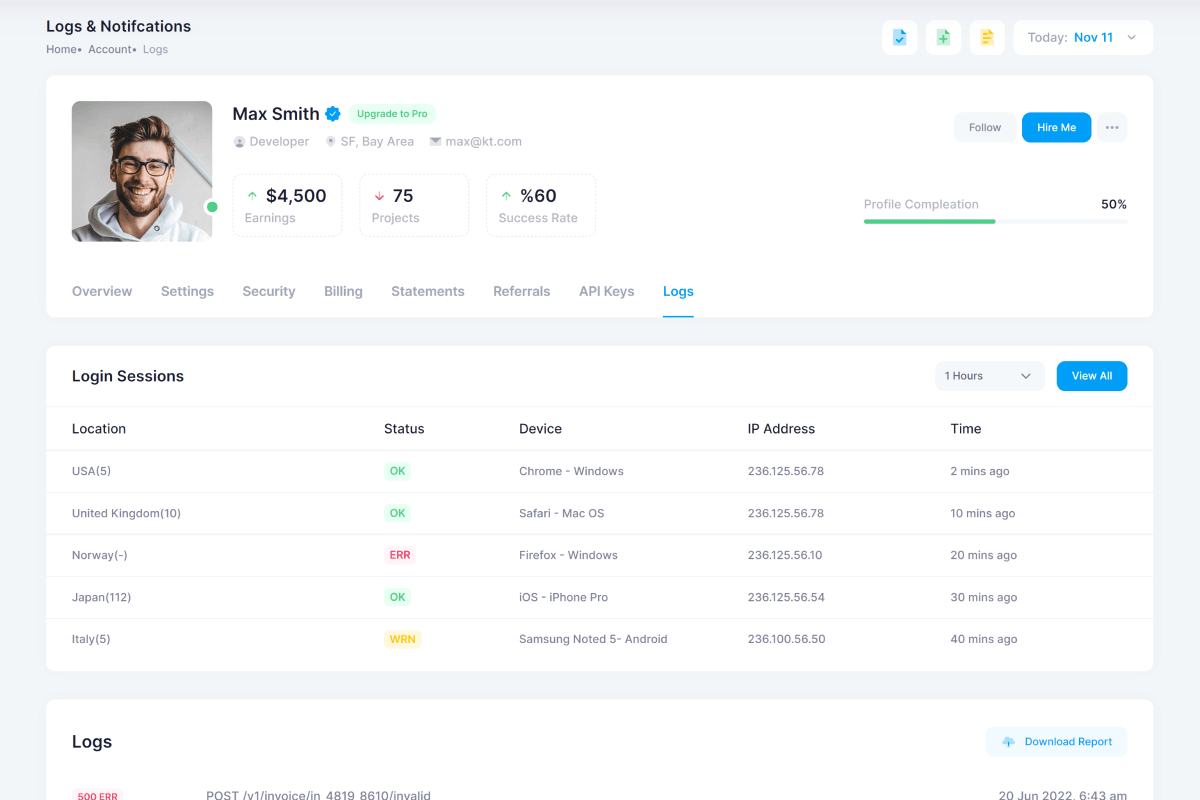 Logs & Notifcations
Home• Account• Logs
Today: Nov 11
Max Smith Upgrade to Pro
Developer SF, Bay Area max@kt.com
Follow Hire Me
$4,500 75 %60
Earnings Projects Success Rate
Profile Compleation 50%
Overview Settings Security Billing Statements Referrals API Keys Logs
Login Sessions 1 Hours View All
Location Status Device IP Address Time
USA(5) OK Chrome - Windows 236.125.56.78 2 mins ago
United Kingdom(10) OK Safari - Mac OS 236.125.56.78 10 mins ago
Norway(-) ERR Firefox - Windows 236.125.56.10 20 mins ago
Japan(112) OK iOS - iPhone Pro 236.125.56.54 30 mins ago
Italy(5) WRN Samsung Noted 5- Android 236.100.56.50 40 mins ago
Logs Download Report
500 ERR POST /v1/invoice/in_4819_8610/invalid 20 Jun 2022, 6:43 am